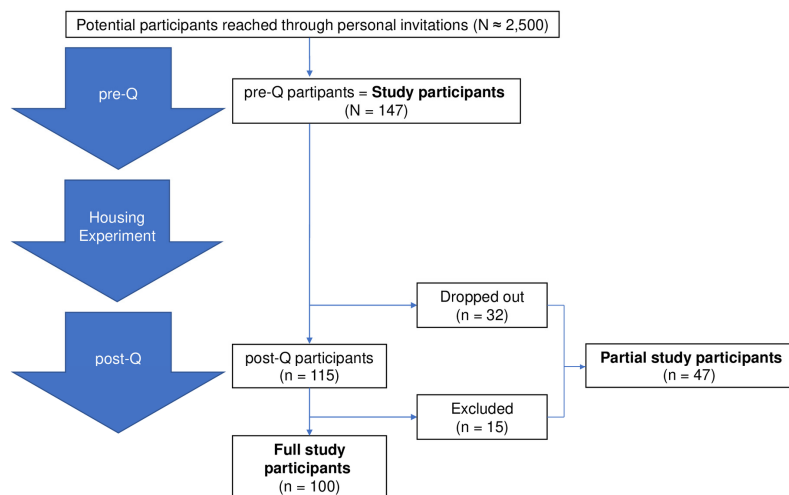 Potential participants reached through personal invitations (N ≈ 2,500)
pre-Q
pre-Q partipants = Study participants
(N = 147)
Housing
Experiment
Dropped out
(n = 32)
post-Q
post-Q participants
(n = 115)
Partial study participants
(n = 47)
Excluded
(n = 15)
Full study
participants
(n = 100)